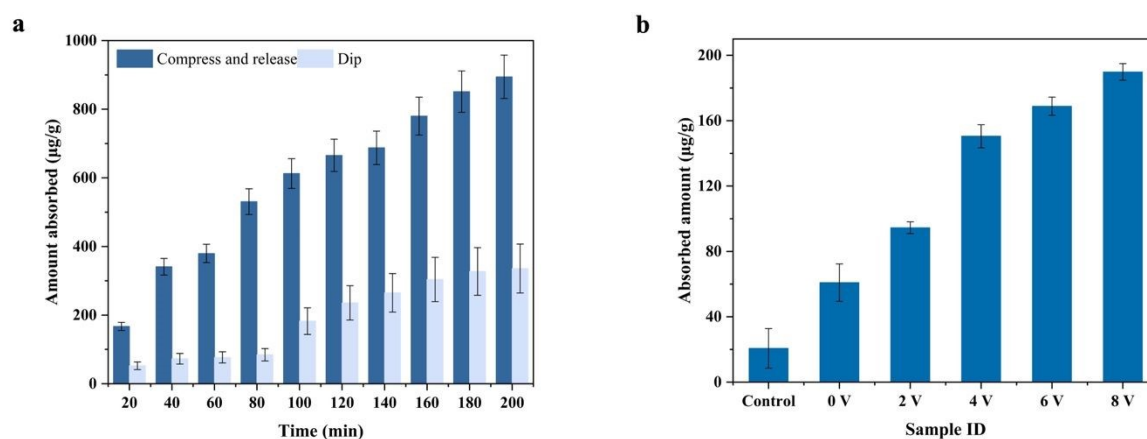 a
1000
800
600
400
200
0
Amount absorbed (µg/g)
Compress and release Dip
20 40 60 80 100 120 140 160 180 200
Time (min)
b
200
160
120
80
40
0
Absorbed amount (µg/g)
Control 0 V 2 V 4 V 6 V 8 V
Sample ID